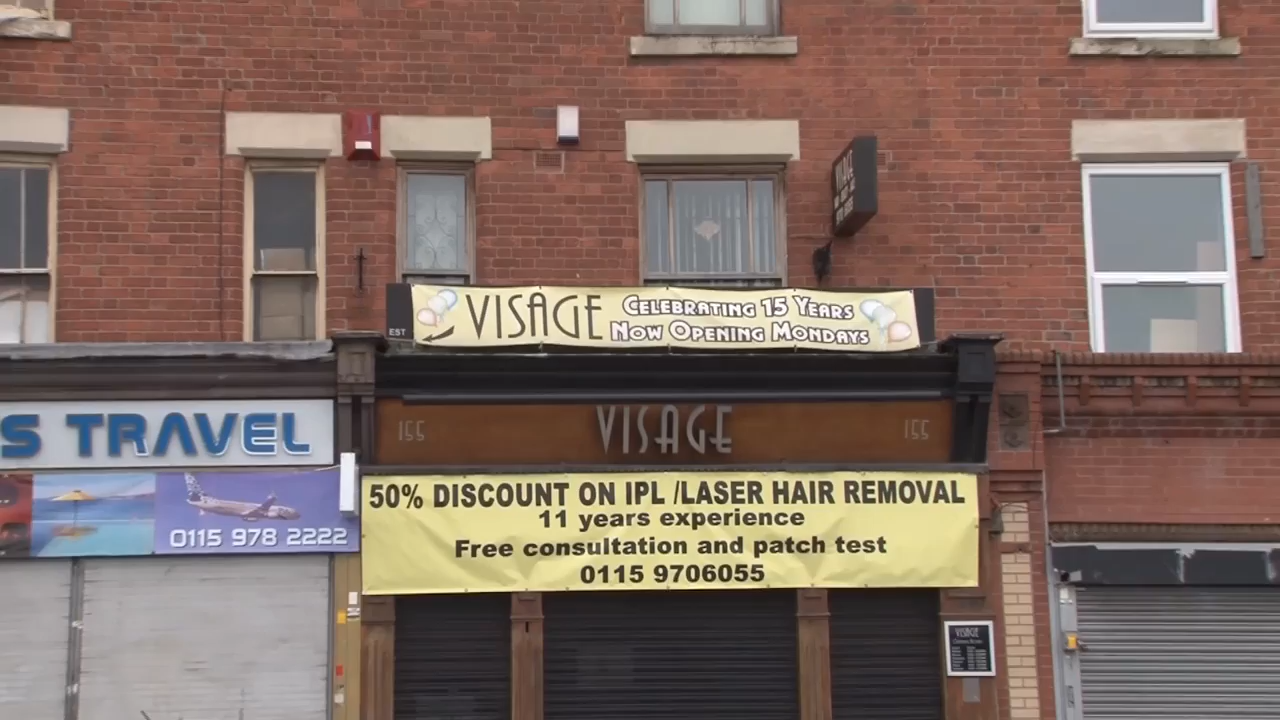 VISAGE
EST
VISAGE
CELEBRATING 15 YEARS
NOW OPENING MONDAYS
155
VISAGE
155
S TRAVEL
0115 978 2222
50% DISCOUNT ON IPL /LASER HAIR REMOVAL
11 years experience
Free consultation and patch test
0115 9706055
VISAGE